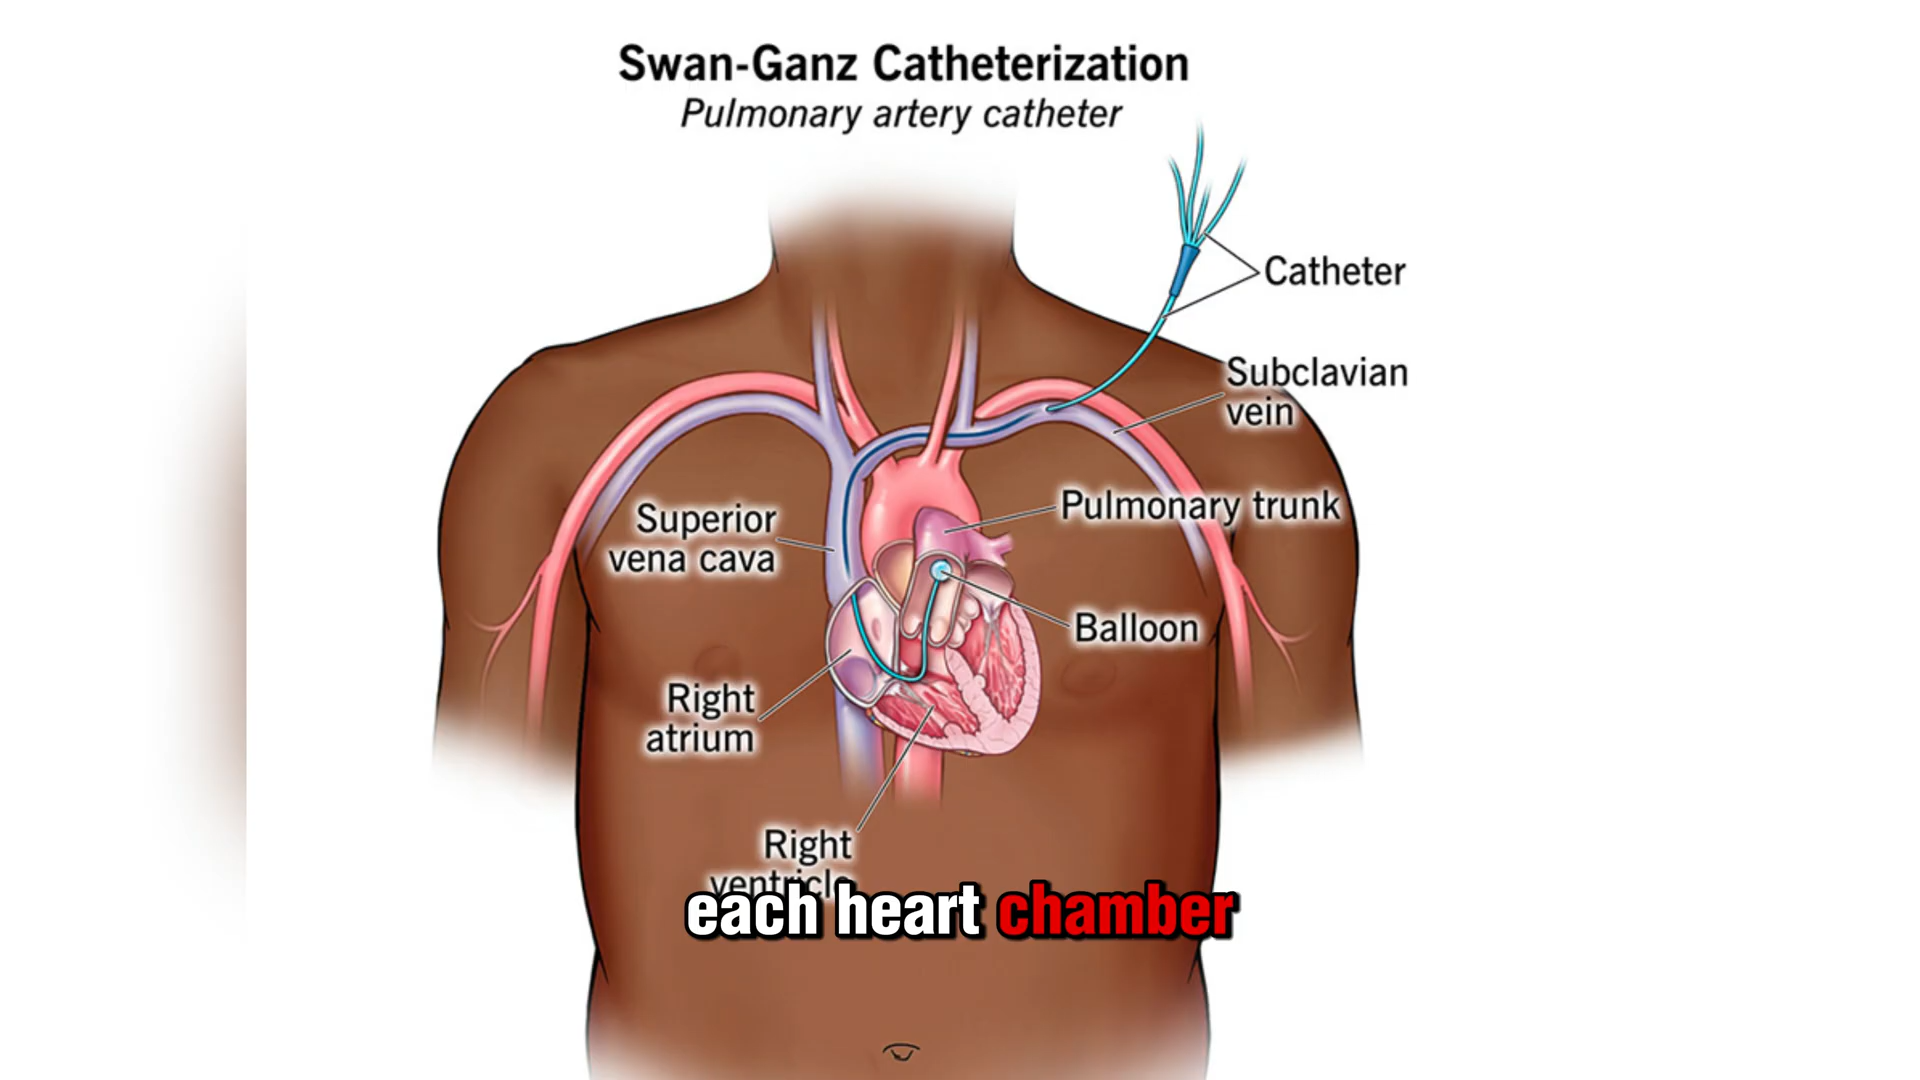 Swan-Ganz Catheterization
Pulmonary artery catheter
Catheter
Subclavian
vein
Pulmonary trunk
Superior
vena cava
Balloon
Right
atrium
Right
ventricle
each heart chamber